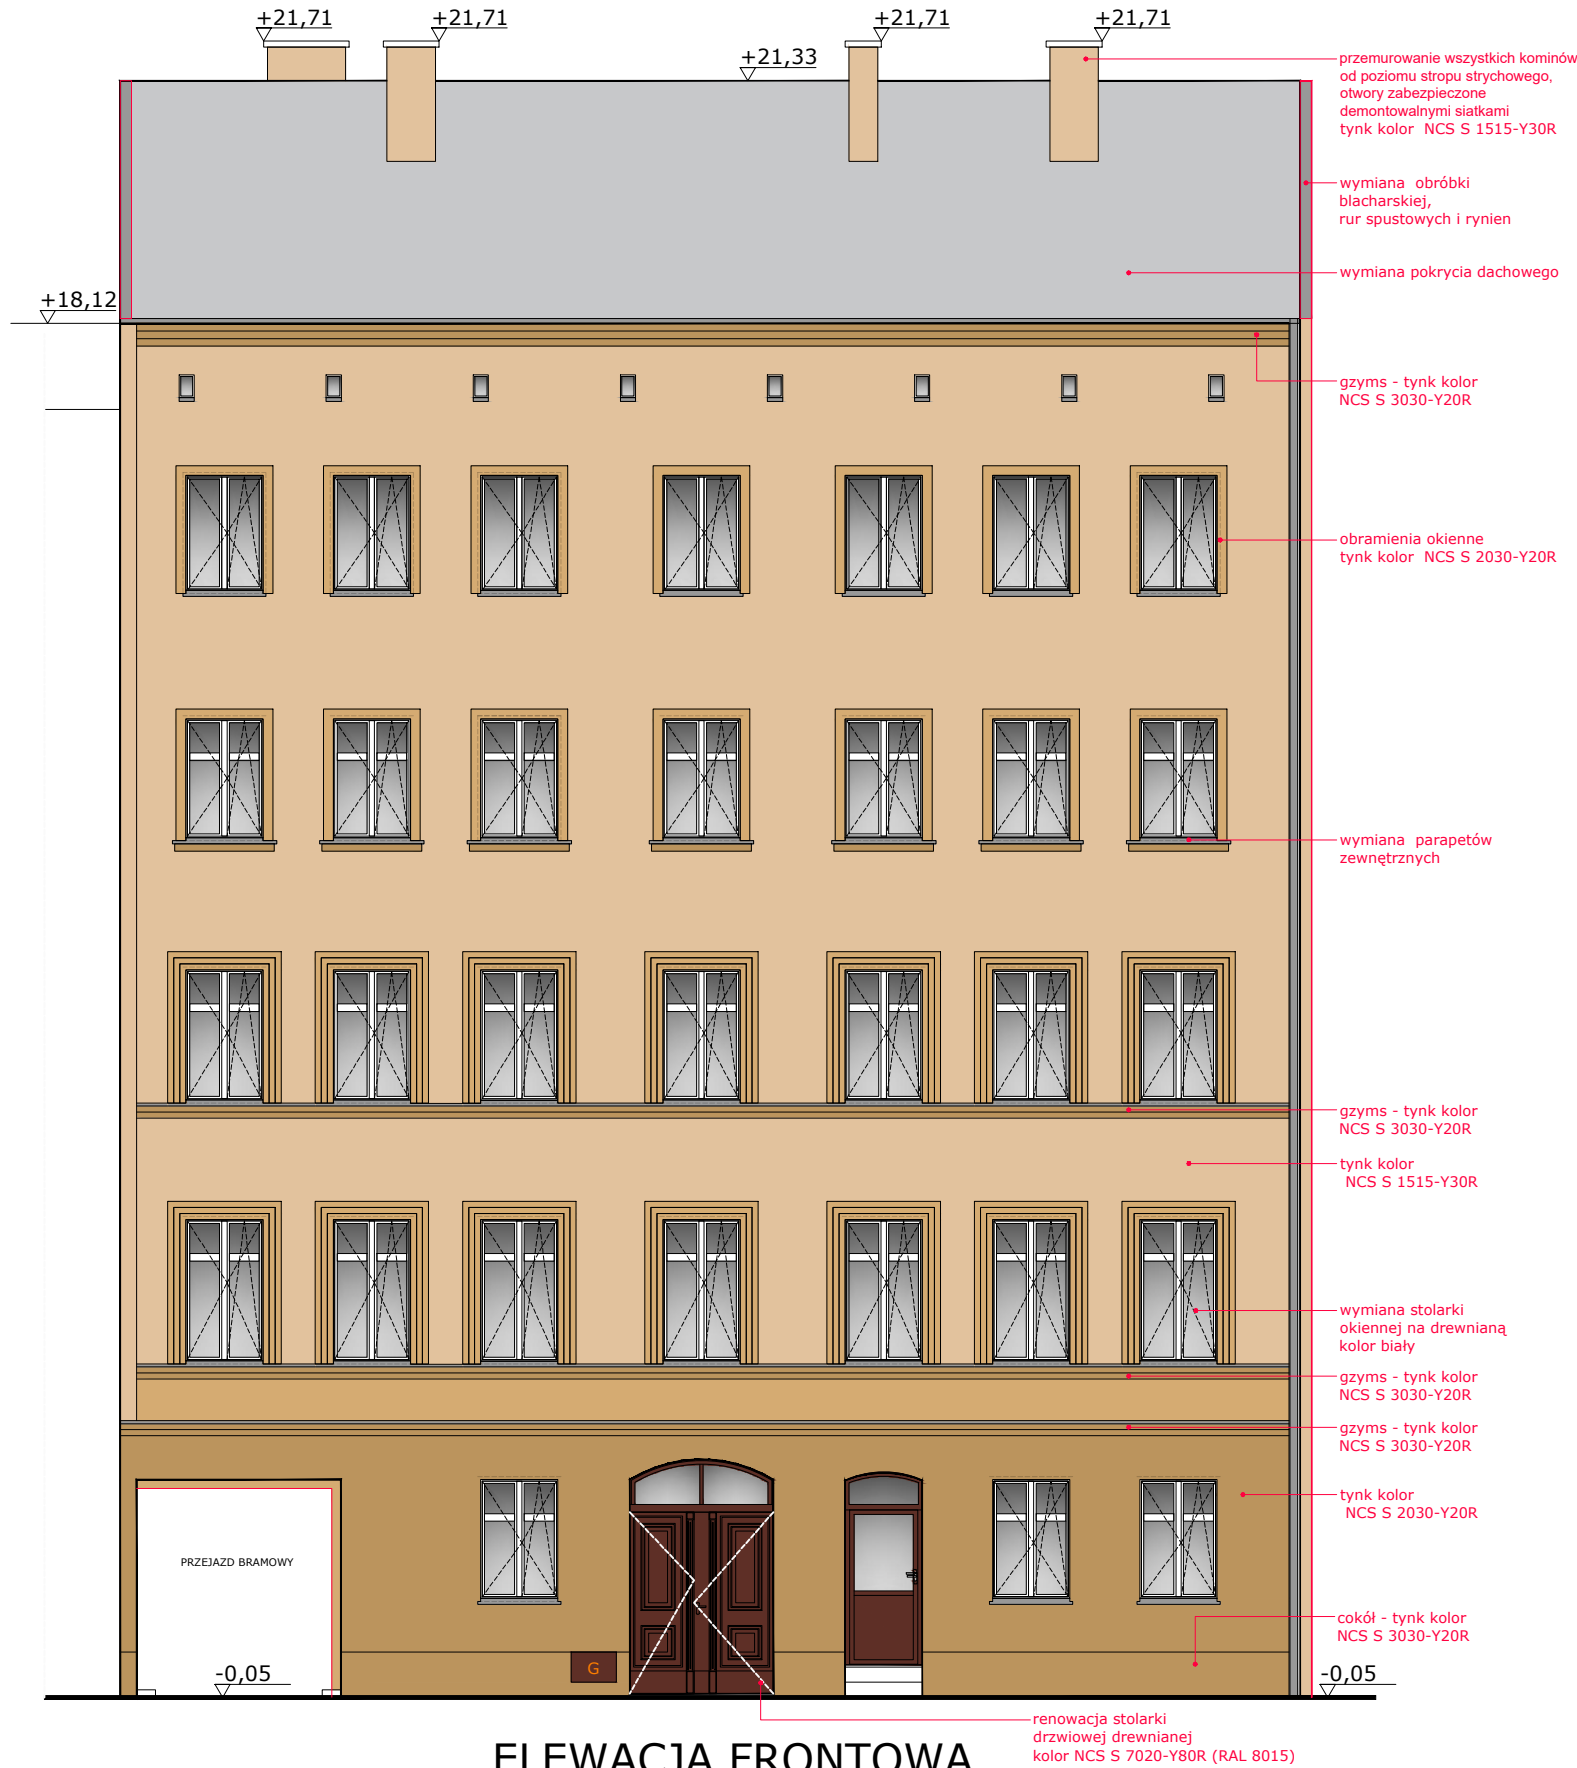 +21,71
+21,71
+21,71
+21,71
+21,33
przemurowanie wszystkich kominów
od poziomu stropu strychowego,
otwory zabezpieczone
demontowalnymi siatkami
tynk kolor NCS S 1515-Y30R
wymiana obróbki
blacharskiej,
rur spustowych i rynien
wymiana pokrycia dachowego
+18,12
gzyms - tynk kolor
NCS S 3030-Y20R
obramienia okienne
tynk kolor NCS S 2030-Y20R
wymiana parapetów
zewnętrznych
gzyms - tynk kolor
NCS S 3030-Y20R
tynk kolor
NCS S 1515-Y30R
wymiana stolarki
okiennej na drewnianą
kolor biały
gzyms - tynk kolor
NCS S 3030-Y20R
gzyms - tynk kolor
NCS S 3030-Y20R
tynk kolor
NCS S 2030-Y20R
PRZEJAZD BRAMOWY
cokół - tynk kolor
NCS S 3030-Y20R
G
-0,05
-0,05
renowacja stolarki
drzwiowej drewnianej
kolor NCS S 7020-Y80R (RAL 8015)
ELEWACJA FRONTOWA